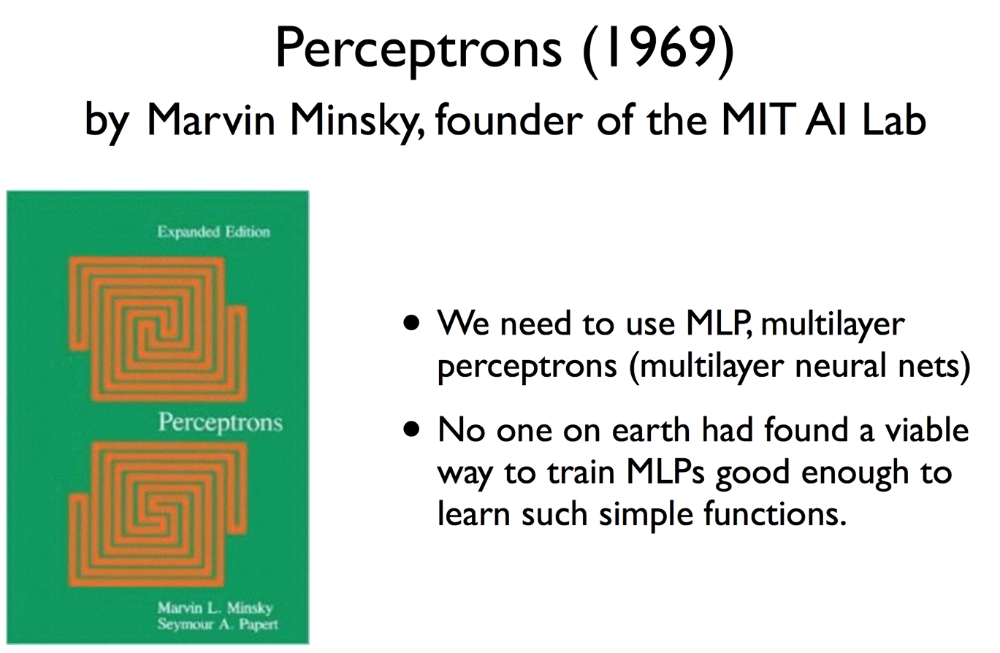 Perceptrons (1969)
by Marvin Minsky, founder of the MIT AI Lab
Expanded Edition
Perceptrons
Marvin L. Minsky
Seymour A. Papert
• We need to use MLP, multilayer
perceptrons (multilayer neural nets)
• No one on earth had found a viable
way to train MLPs good enough to
learn such simple functions.